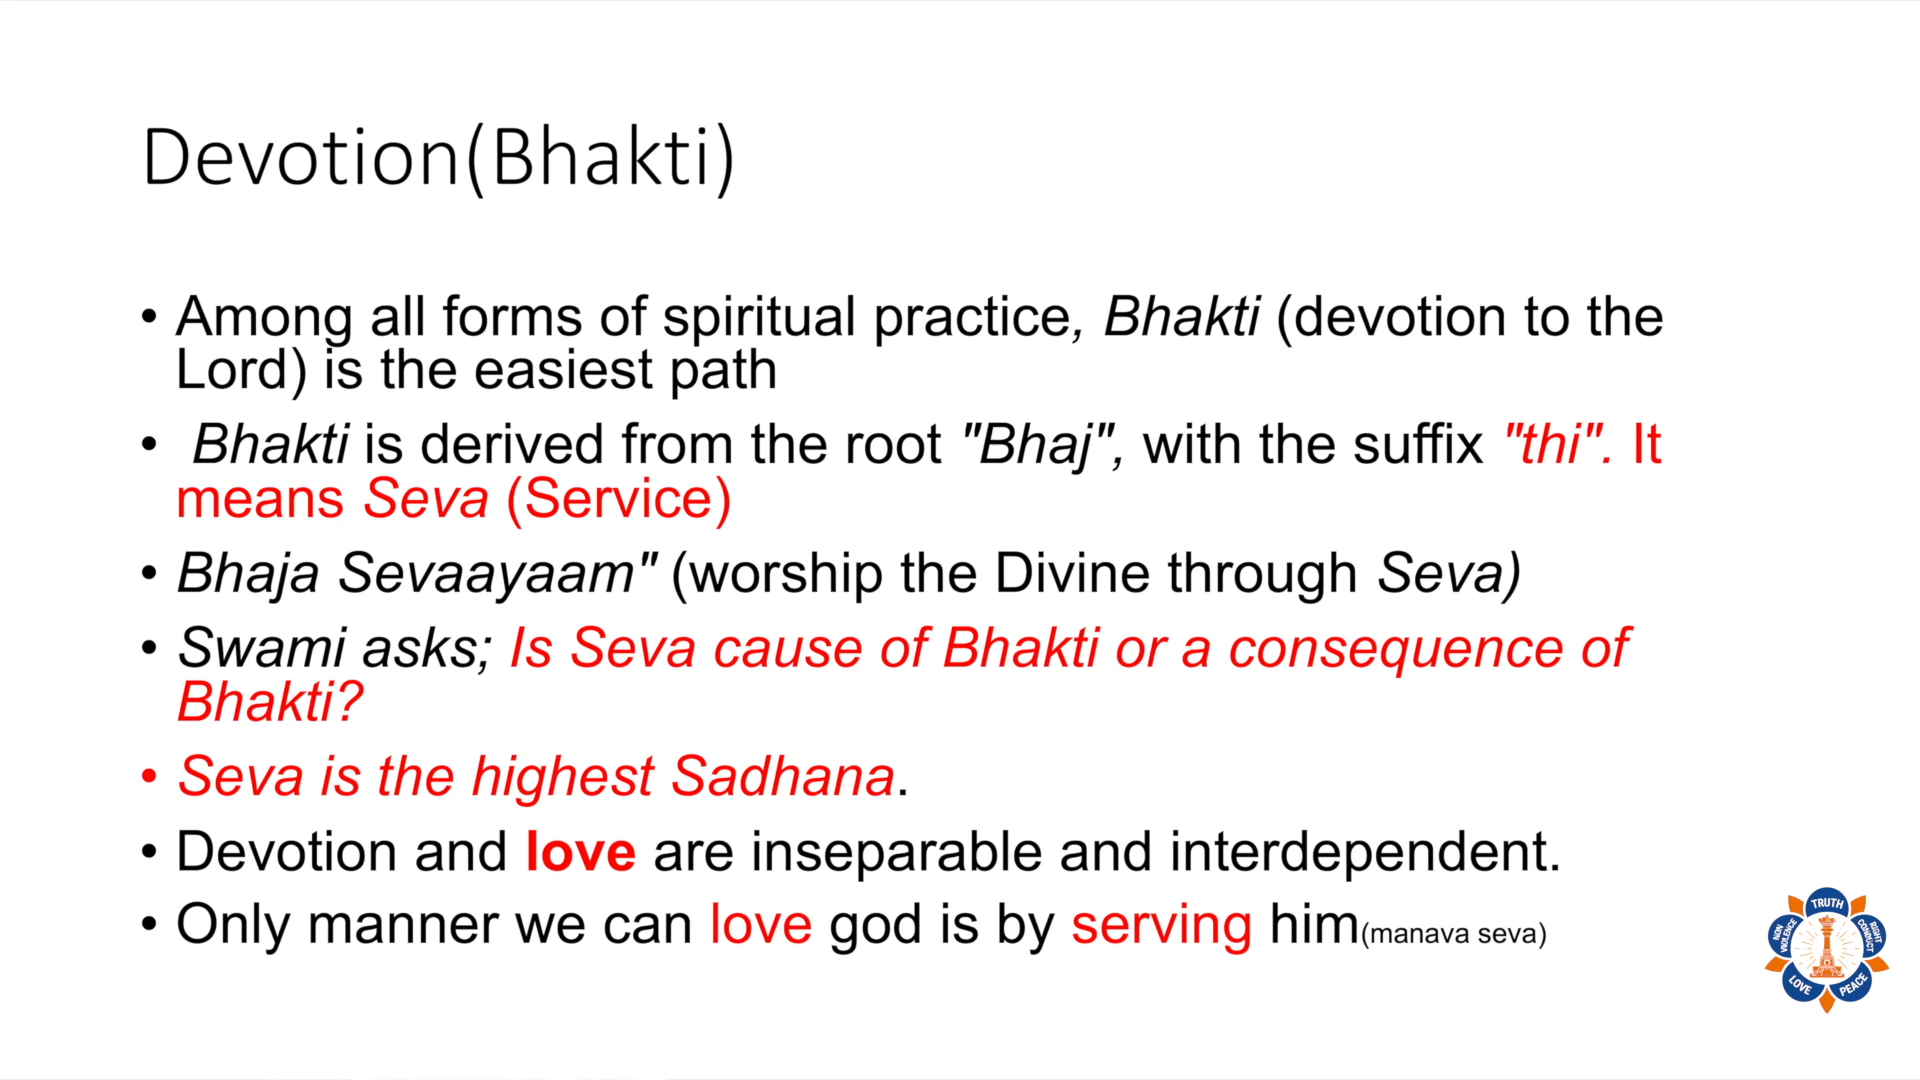 Devotion(Bhakti)
• Among all forms of spiritual practice, Bhakti (devotion to the
Lord) is the easiest path
• Bhakti is derived from the root "Bhaj", with the suffix "thi". It
means Seva (Service)
• Bhaja Sevaayaam" (worship the Divine through Seva)
• Swami asks; Is Seva cause of Bhakti or a consequence of
Bhakti?
• Seva is the highest Sadhana.
• Devotion and love are inseparable and interdependent.
• Only manner we can love god is by serving him(manava seva)
TRUTH
RIGHT CONDUCT
PEACE
LOVE
NON VIOLENCE